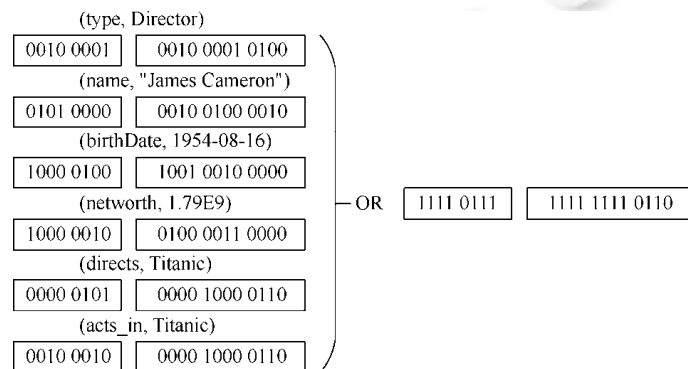 (type, Director)
0010 0001 0010 0001 0100
(name, "James Cameron")
0101 0000 0010 0100 0010
(birthDate, 1954-08-16)
1000 0100 1001 0010 0000
(networth, 1.79E9)
OR 1111 0111 1111 1111 0110
1000 0010 0100 0011 0000
(directs, Titanic)
0000 0101 0000 1000 0110
(acts_in, Titanic)
0010 0010 0000 1000 0110